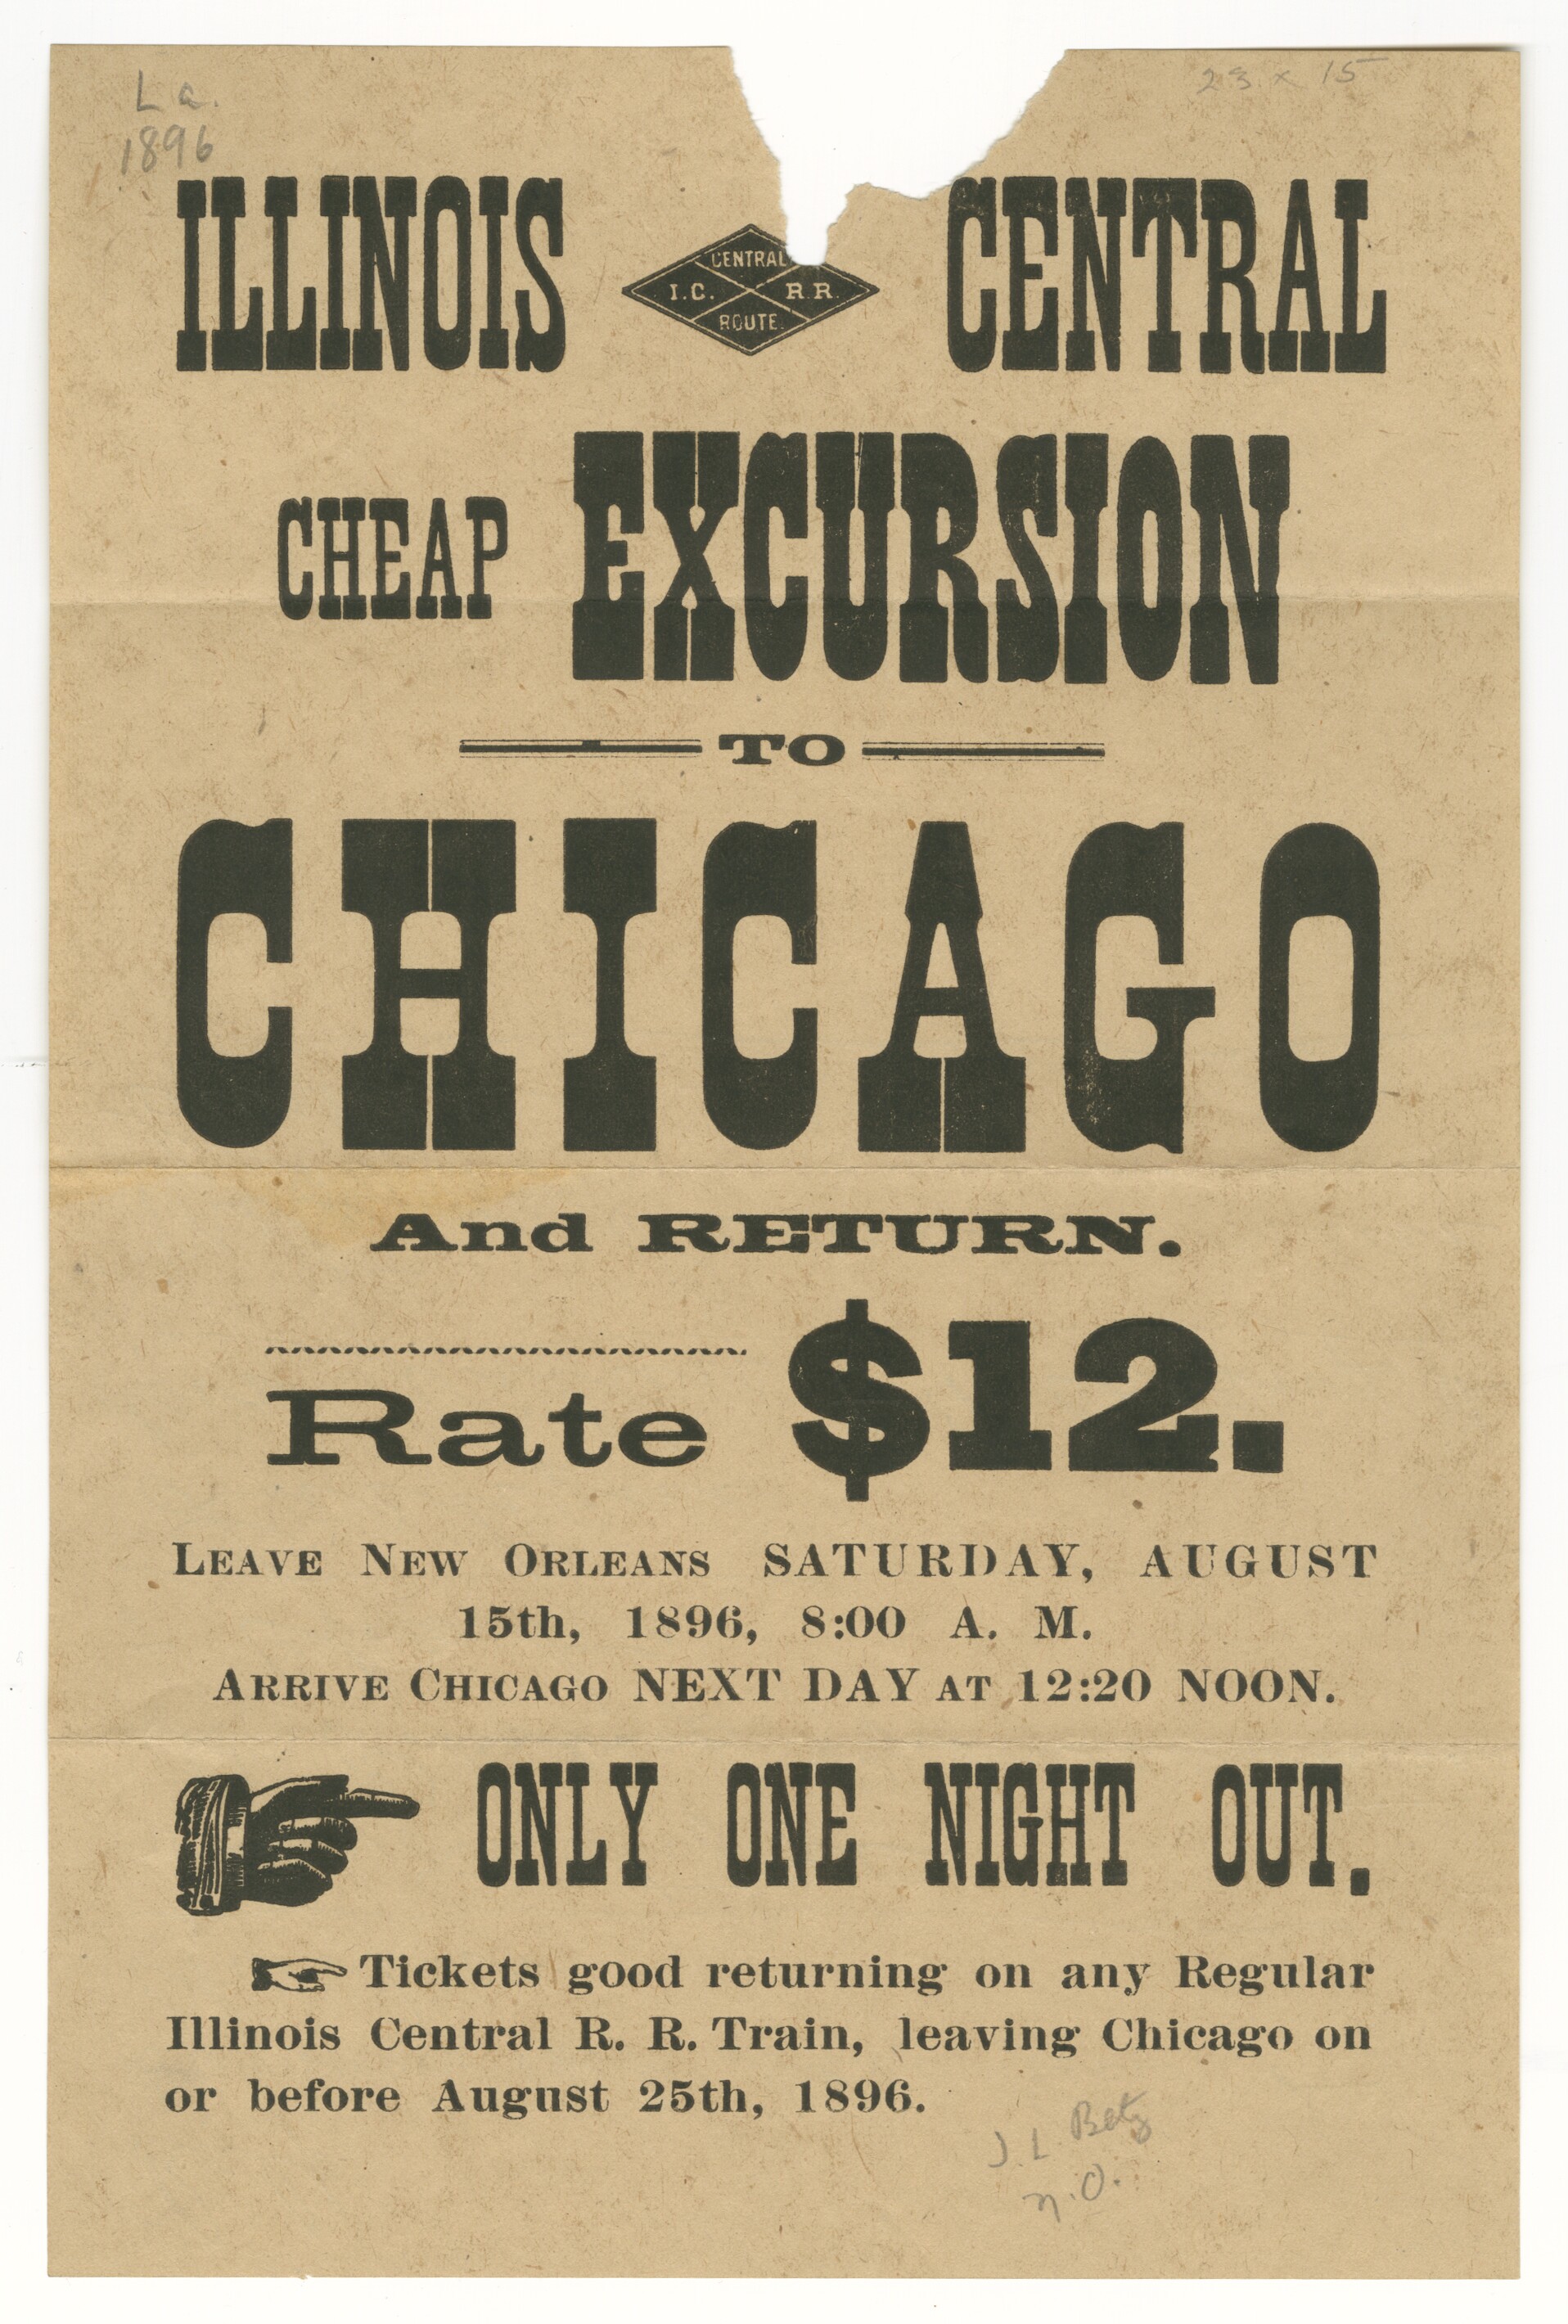 La.
1896
23 x 15
ILLINOIS CENTRAL
CENTRAL
I.C. R.R.
ROUTE.
CHEAP EXCURSION
TO
CHICAGO
And RETURN.
Rate $12.
LEAVE NEW ORLEANS SATURDAY, AUGUST
15th, 1896, 8:00 A. M.
ARRIVE CHICAGO NEXT DAY AT 12:20 NOON.
ONLY ONE NIGHT OUT.
Tickets good returning on any Regular
Illinois Central R. R. Train, leaving Chicago on
or before August 25th, 1896.
J. L. Betz
N.O.